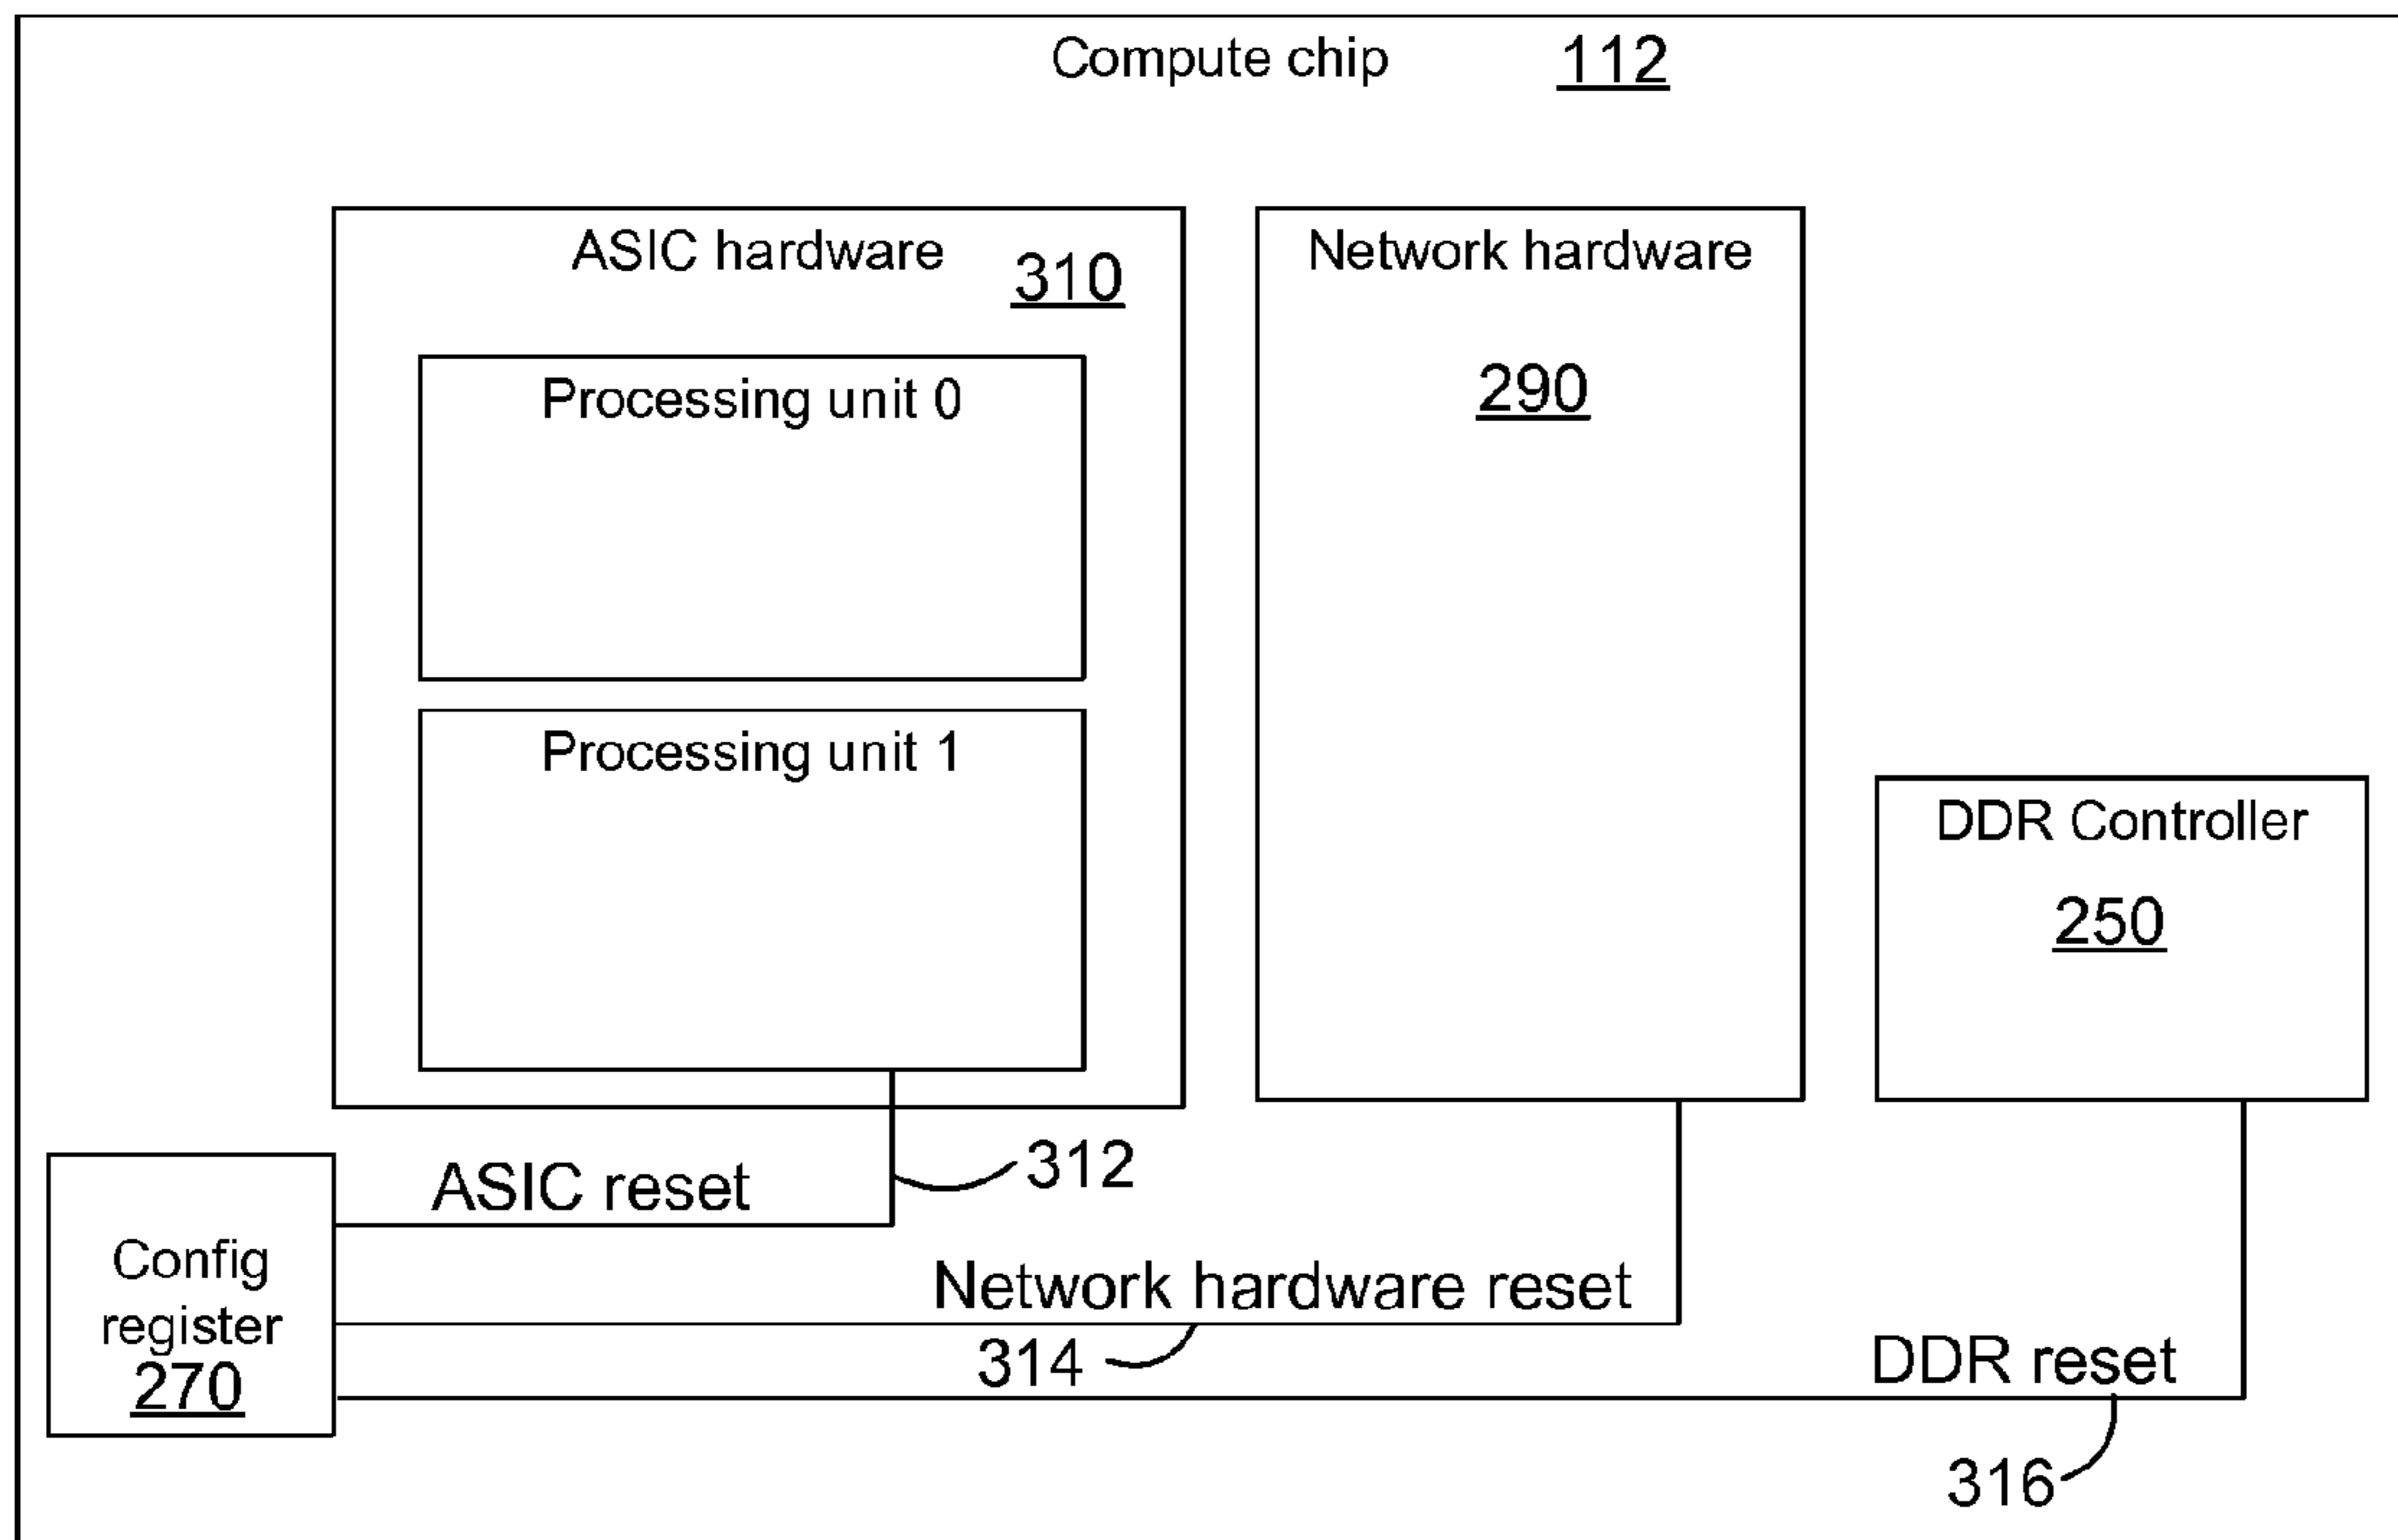 Compute chip 112
ASIC hardware
310
Processing unit 0
Processing unit 1
Network hardware
290
DDR Controller
250
Config
register
270
ASIC reset
312
Network hardware reset
314
DDR reset
316